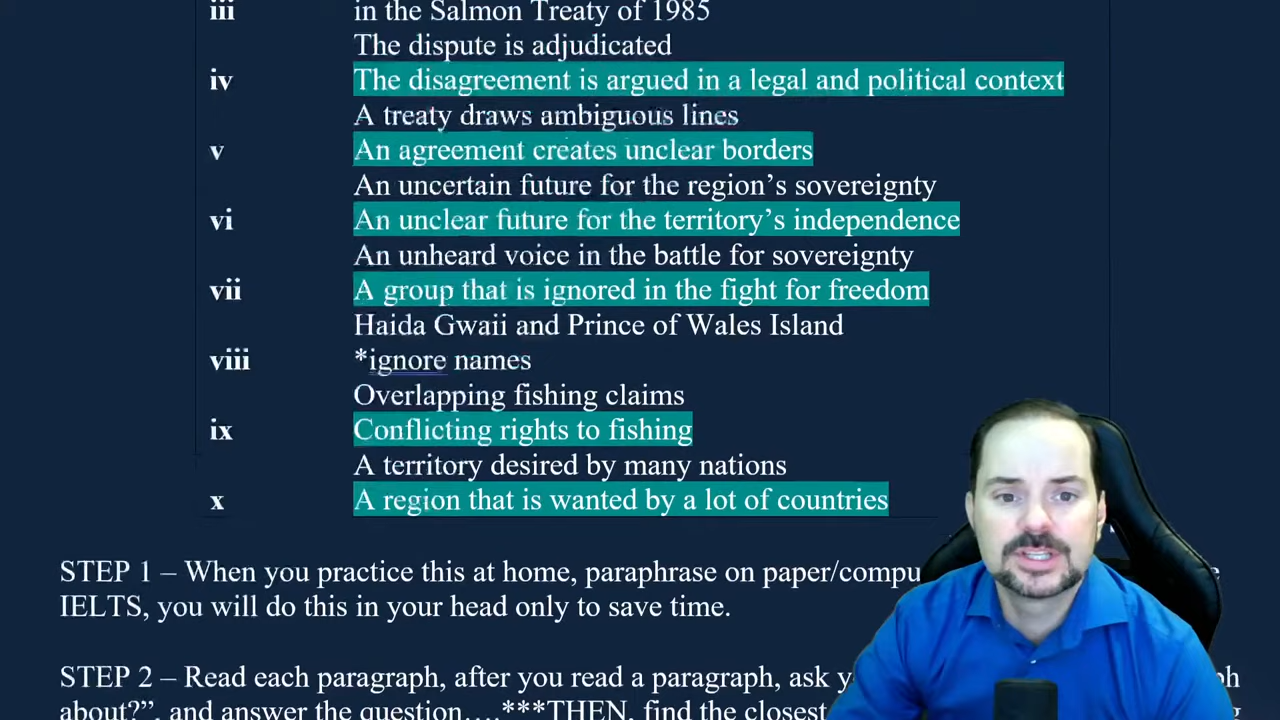 iii in the Salmon Treaty of 1985
The dispute is adjudicated
iv The disagreement is argued in a legal and political context
A treaty draws ambiguous lines
v An agreement creates unclear borders
An uncertain future for the region's sovereignty
vi An unclear future for the territory's independence
An unheard voice in the battle for sovereignty
vii A group that is ignored in the fight for freedom
Haida Gwaii and Prince of Wales Island
viii *ignore names
Overlapping fishing claims
ix Conflicting rights to fishing
A territory desired by many nations
x A region that is wanted by a lot of countries
STEP 1 – When you practice this at home, paraphrase on paper/compu
IELTS, you will do this in your head only to save time.
STEP 2 – Read each paragraph, after you read a paragraph, ask
about?", and answer the question….***THEN, find the closest